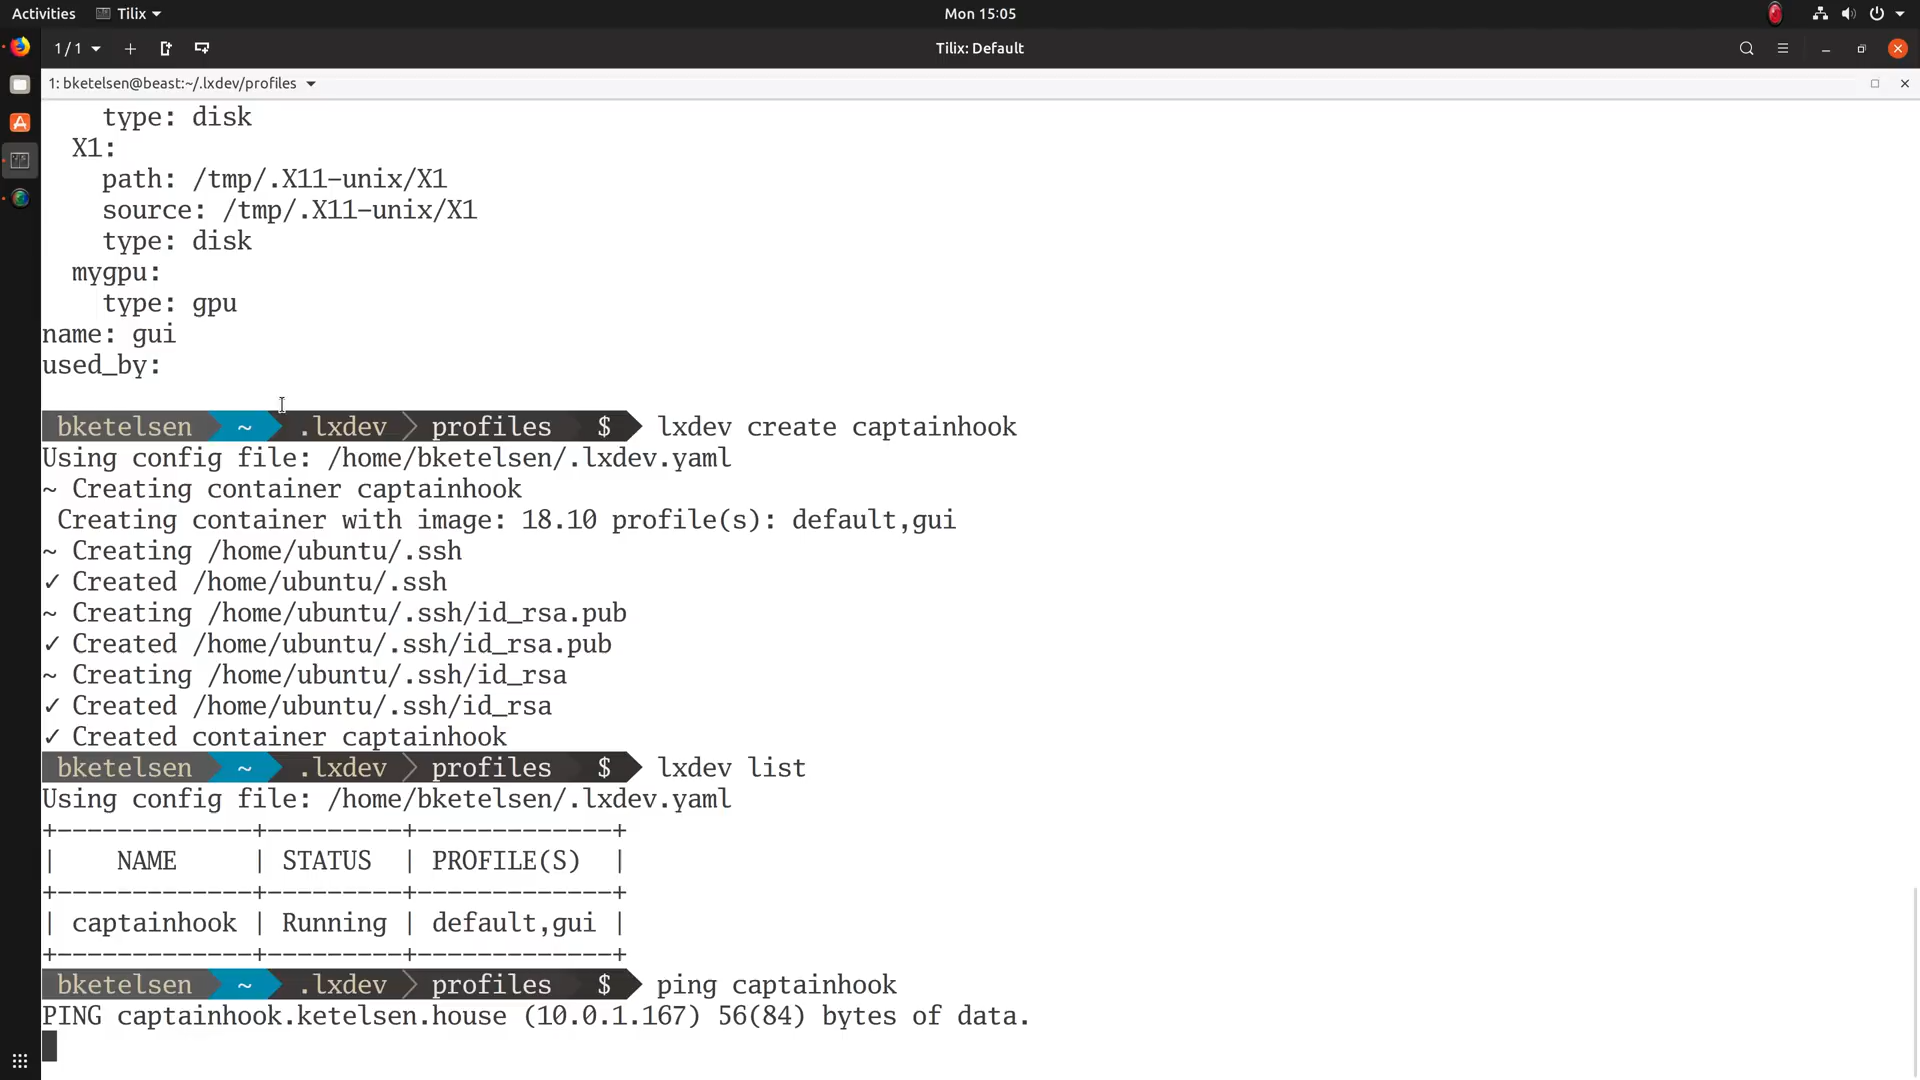 Activities Tilix Mon 15:05
1 / 1 Tilix: Default
1: bketelsen@beast:~/.lxdev/profiles
type: disk
X1:
path: /tmp/.X11-unix/X1
source: /tmp/.X11-unix/X1
type: disk
mygpu:
type: gpu
name: gui
used_by:
bketelsen ~ .lxdev profiles $ lxdev create captainhook
Using config file: /home/bketelsen/.lxdev.yaml
~ Creating container captainhook
Creating container with image: 18.10 profile(s): default,gui
~ Creating /home/ubuntu/.ssh
✓ Created /home/ubuntu/.ssh
~ Creating /home/ubuntu/.ssh/id_rsa.pub
✓ Created /home/ubuntu/.ssh/id_rsa.pub
~ Creating /home/ubuntu/.ssh/id_rsa
✓ Created /home/ubuntu/.ssh/id_rsa
✓ Created container captainhook
bketelsen ~ .lxdev profiles $ lxdev list
Using config file: /home/bketelsen/.lxdev.yaml
+--------------+---------+-------------+
| NAME | STATUS | PROFILE(S) |
+--------------+---------+-------------+
| captainhook | Running | default,gui |
+--------------+---------+-------------+
bketelsen ~ .lxdev profiles $ ping captainhook
PING captainhook.ketelsen.house (10.0.1.167) 56(84) bytes of data.